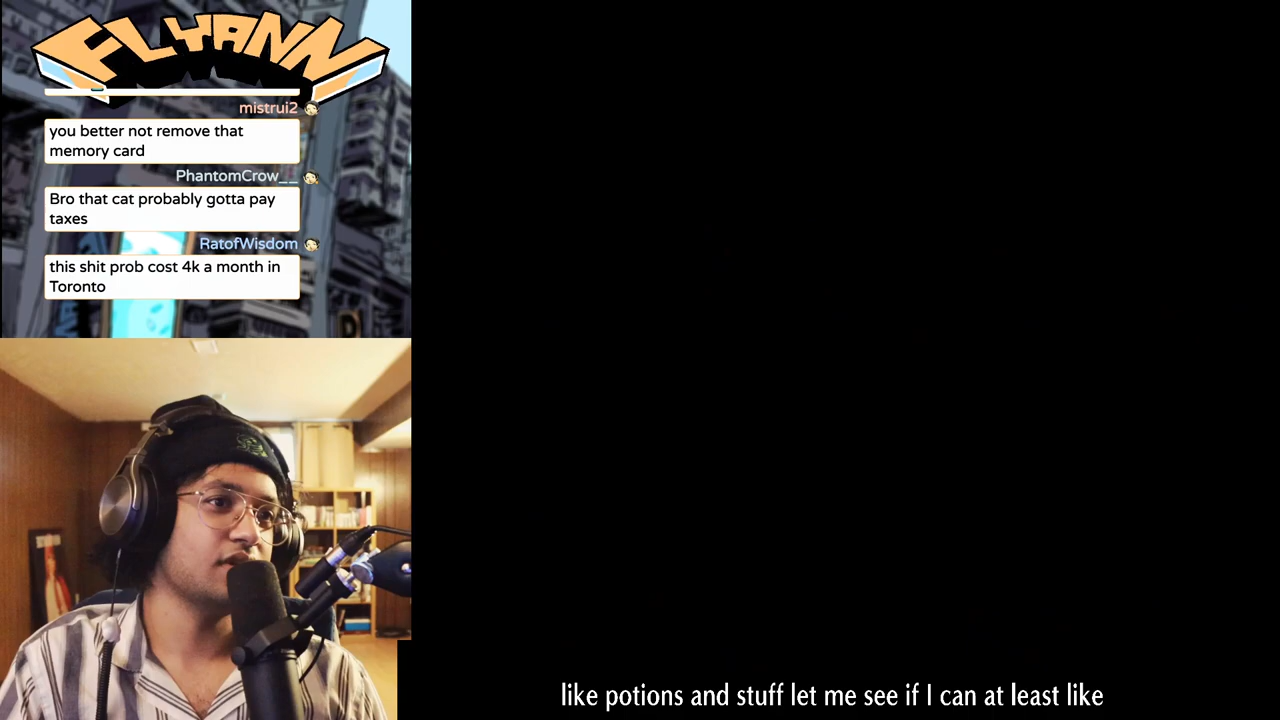 FLYANN
mistrui2
you better not remove that
memory card
PhantomCrow__
Bro that cat probably gotta pay
taxes
RatofWisdom
this shit prob cost 4k a month in
Toronto
like potions and stuff let me see if I can at least like